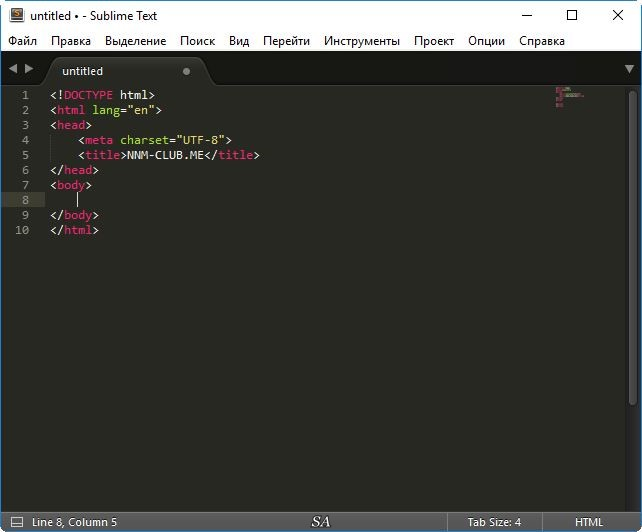 untitled • - Sublime Text
Файл Правка Выделение Поиск Вид Перейти Инструменты Проект Опции Справка
untitled
1 <!DOCTYPE html>
2 <html lang="en">
3 <head>
4 <meta charset="UTF-8">
5 <title>NNM-CLUB.ME</title>
6 </head>
7 <body>
8
9 </body>
10 </html>
Line 8, Column 5 SA Tab Size: 4 HTML